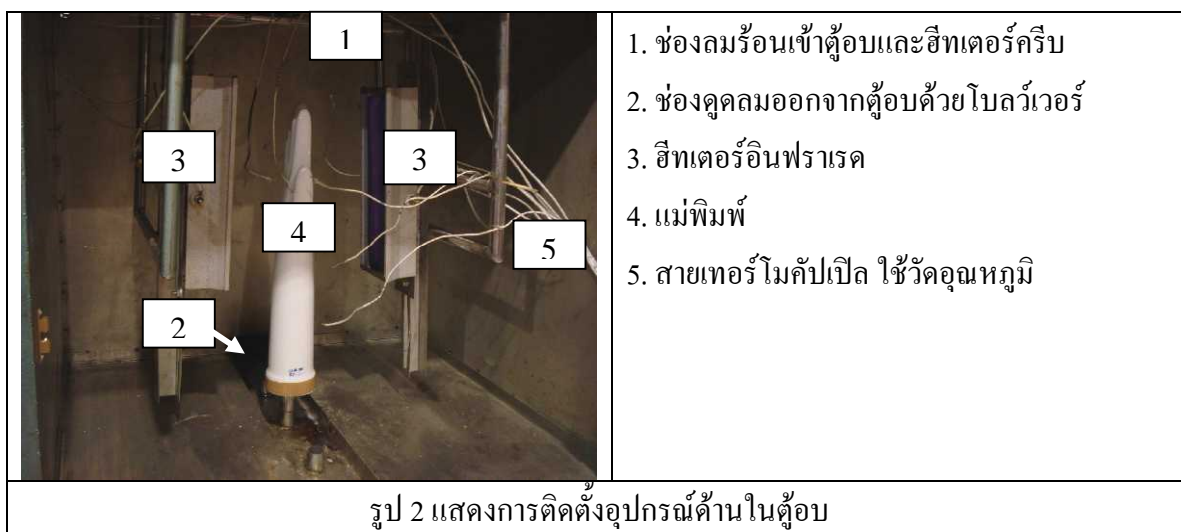 1
3
3
4
5
2
1. ช่องลมร้อนเข้าตู้อบและฮีทเตอร์ครีบ
2. ช่องดูดลมออกจากตู้อบด้วยโบลว์เวอร์
3. ฮีทเตอร์อินฟราเรด
4. แม่พิมพ์
5. สายเทอร์โมคัปเปิล ใช้วัดอุณหภูมิ
รูป 2 แสดงการติดตั้งอุปกรณ์ด้านในตู้อบ